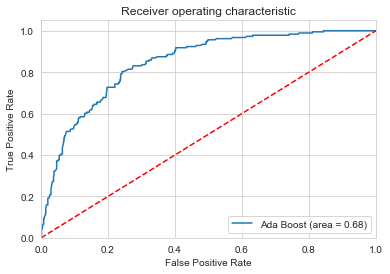 Receiver operating characteristic
True Positive Rate
1.0
0.8
0.6
0.4
0.2
0.0
Ada Boost (area = 0.68)
0.0 0.2 0.4 0.6 0.8 1.0
False Positive Rate